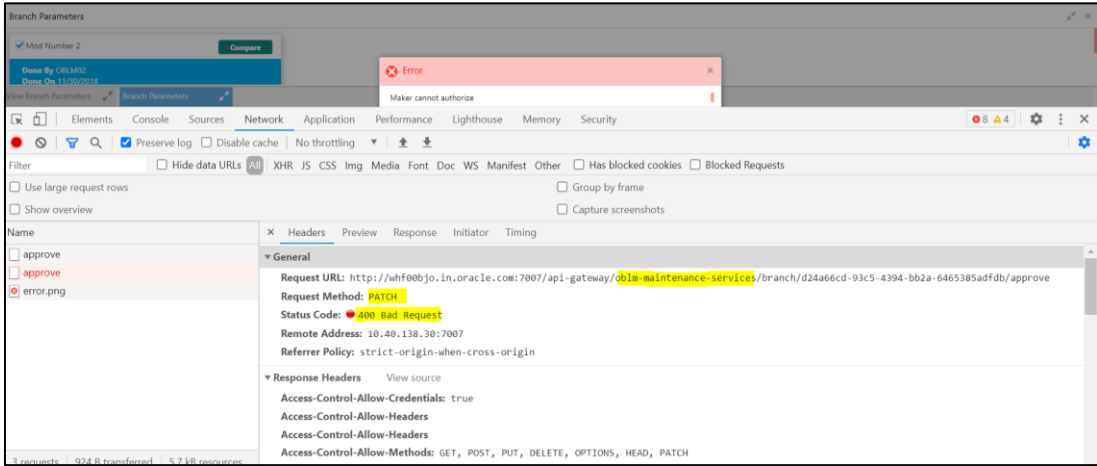 Branch Parameters
Mod Number 2 Compare
Done By OBLM02
Done On 11/30/2018
Error
Maker cannot authorize
View Branch Parameters Branch Parameters
Elements Console Sources Network Application Performance Lighthouse Memory Security 8 4
Preserve log Disable cache No throttling
Filter Hide data URLs All XHR JS CSS Img Media Font Doc WS Manifest Other Has blocked cookies Blocked Requests
Use large request rows Group by frame
Show overview Capture screenshots
Name
approve
approve
error.png
Headers Preview Response Initiator Timing
General
Request URL: http://whf00bjo.in.oracle.com:7007/api-gateway/oblm-maintenance-services/branch/d24a66cd-93c5-4394-bb2a-6465385adfdb/approve
Request Method: PATCH
Status Code: 400 Bad Request
Remote Address: 10.40.138.30:7007
Referrer Policy: strict-origin-when-cross-origin
Response Headers View source
Access-Control-Allow-Credentials: true
Access-Control-Allow-Headers
Access-Control-Allow-Headers
Access-Control-Allow-Methods: GET, POST, PUT, DELETE, OPTIONS, HEAD, PATCH
3 requests 924 B transferred 5.7 kB resources